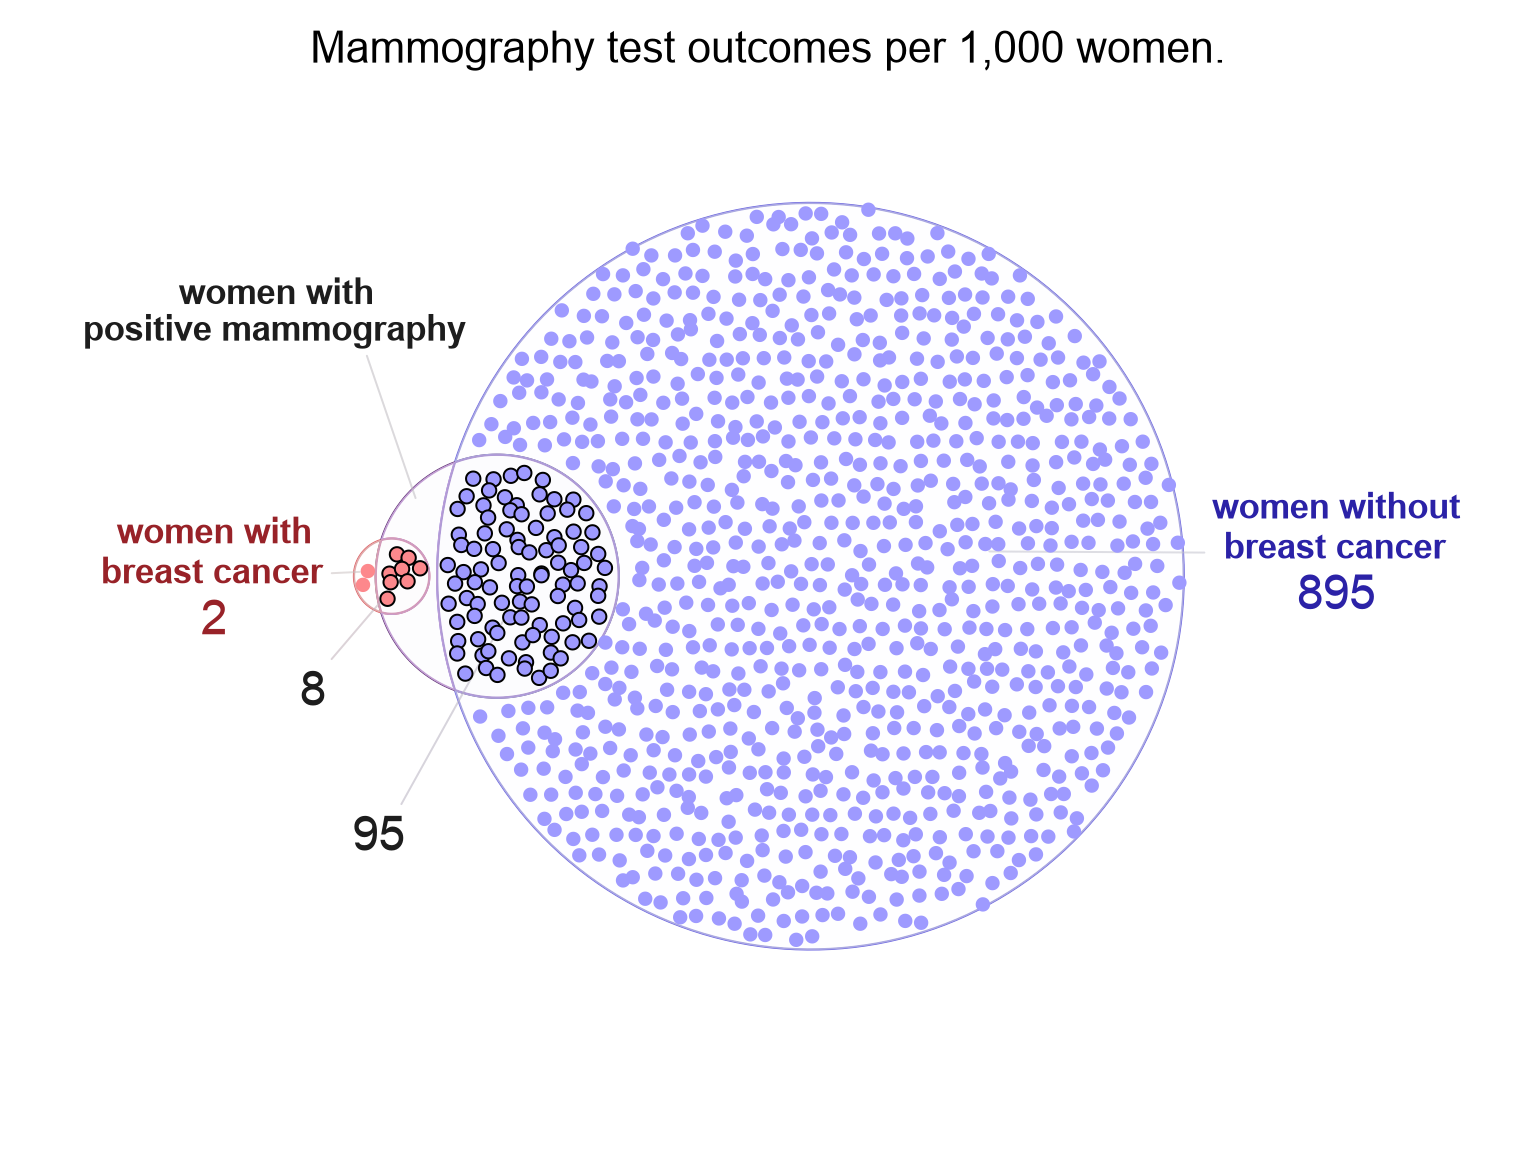 Mammography test outcomes per 1,000 women.
women with
positive mammography
women with
breast cancer
2
8
95
women without
breast cancer
895